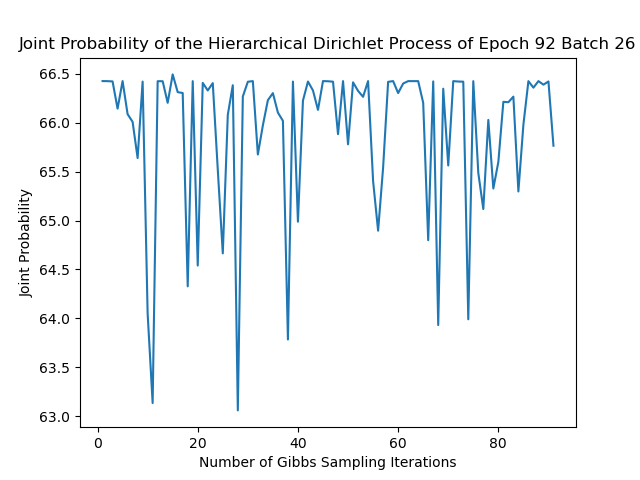 Joint Probability of the Hierarchical Dirichlet Process of Epoch 92 Batch 26
66.5
66.0
65.5
65.0
64.5
64.0
63.5
63.0
Joint Probability
0 20 40 60 80
Number of Gibbs Sampling Iterations